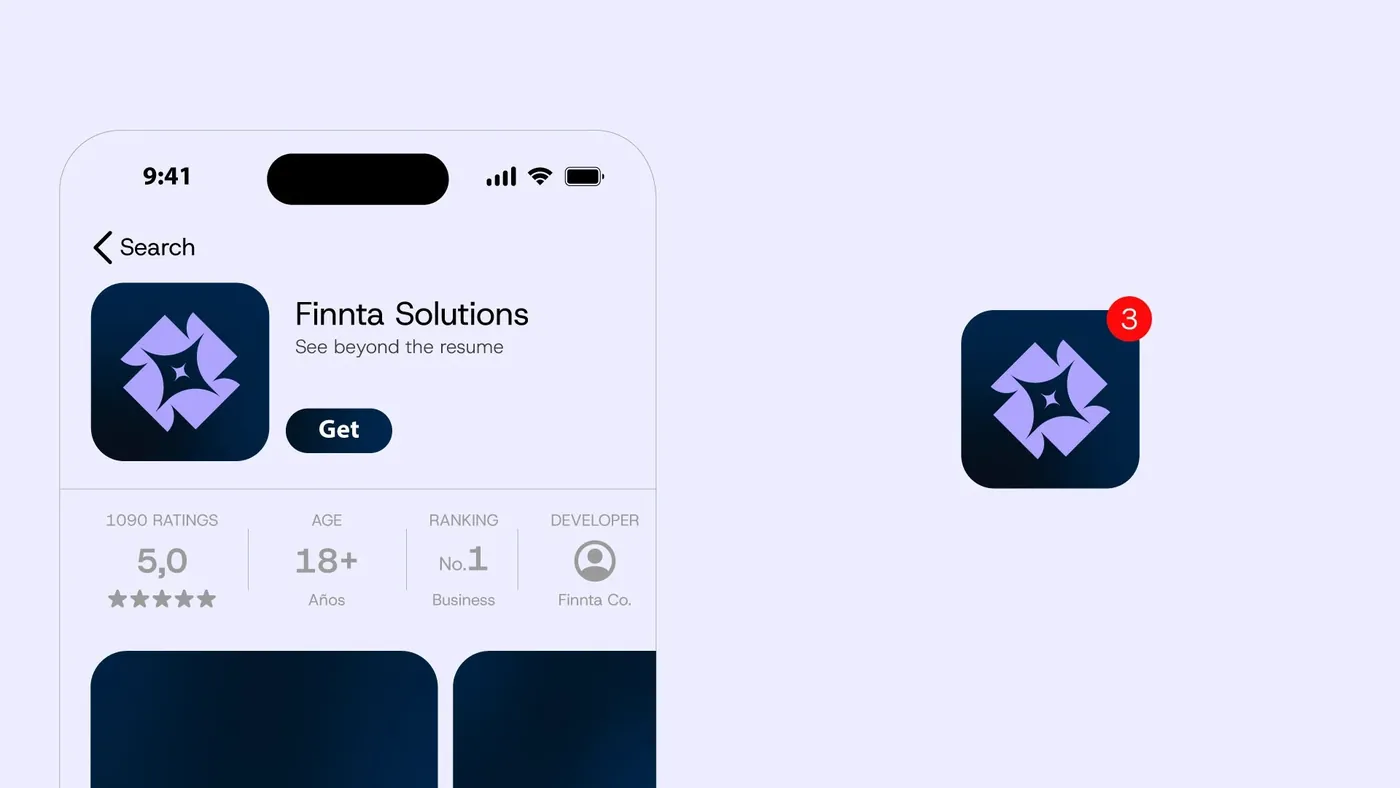 9:41
Search
Finnta Solutions
See beyond the resume
Get
3
1090 RATINGS
5,0
AGE
18+
Años
RANKING
No.1
Business
DEVELOPER
Finnta Co.